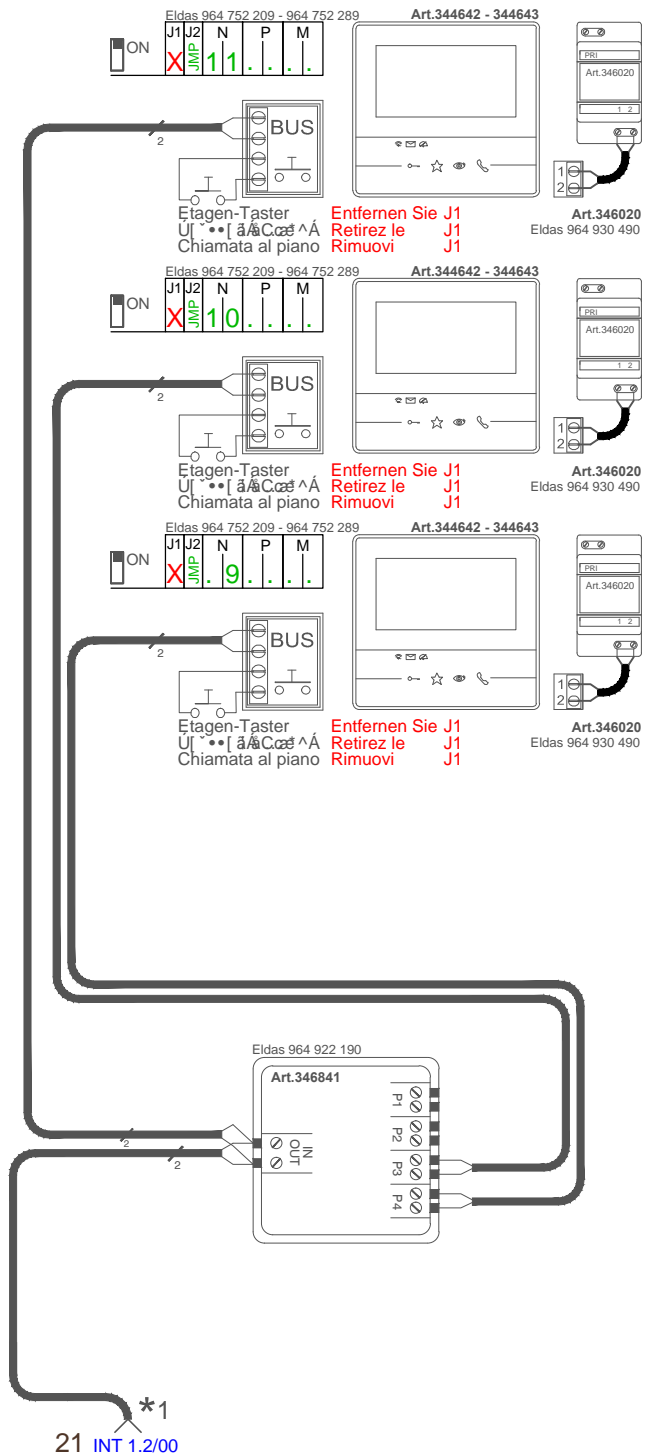 Eldas 964 752 209 - 964 752 289
Art.344642 - 344643
ON
J1 J2 N P M
X JMP 1 1 . . . .
PRI
Art.346020
1 2
BUS
2
1
2
Etagen-Taster Entfernen Sie J1
Retirez le J1
Chiamata al piano Rimuovi J1
Art.346020
Eldas 964 930 490
Eldas 964 752 209 - 964 752 289
Art.344642 - 344643
ON
J1 J2 N P M
X JMP 1 0 . . . .
PRI
Art.346020
1 2
BUS
2
1
2
Etagen-Taster Entfernen Sie J1
Retirez le J1
Chiamata al piano Rimuovi J1
Art.346020
Eldas 964 930 490
Eldas 964 752 209 - 964 752 289
Art.344642 - 344643
ON
J1 J2 N P M
X JMP . 9 . . . .
PRI
Art.346020
1 2
BUS
2
1
2
Etagen-Taster Entfernen Sie J1
Retirez le J1
Chiamata al piano Rimuovi J1
Art.346020
Eldas 964 930 490
Eldas 964 922 190
Art.346841
P1
P2
P3
P4
IN
OUT
2
2
*1
21 INT 1.2/00